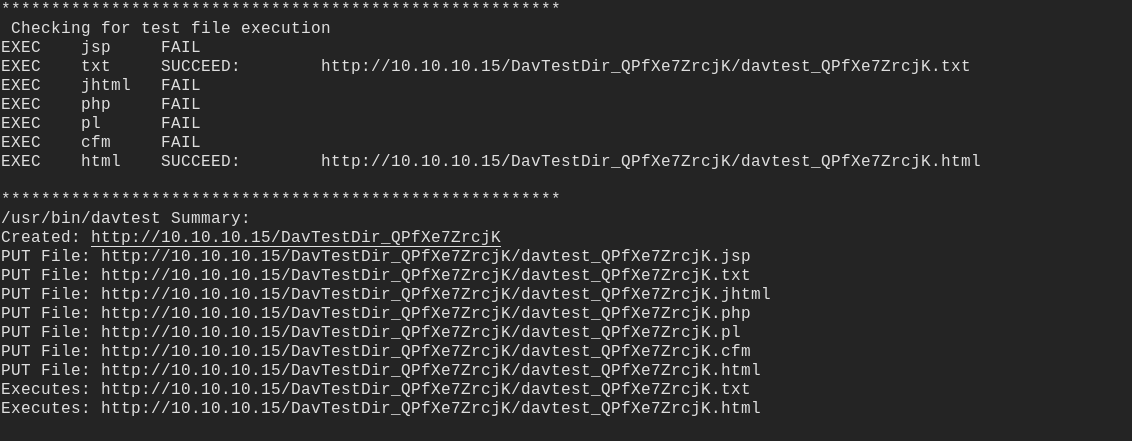 ********************************************************
 Checking for test file execution
EXEC    jsp     FAIL
EXEC    txt     SUCCEED:        http://10.10.10.15/DavTestDir_QPfXe7ZrcjK/davtest_QPfXe7ZrcjK.txt
EXEC    jhtml   FAIL
EXEC    php     FAIL
EXEC    pl      FAIL
EXEC    cfm     FAIL
EXEC    html    SUCCEED:        http://10.10.10.15/DavTestDir_QPfXe7ZrcjK/davtest_QPfXe7ZrcjK.html

********************************************************
/usr/bin/davtest Summary:
Created: http://10.10.10.15/DavTestDir_QPfXe7ZrcjK
PUT File: http://10.10.10.15/DavTestDir_QPfXe7ZrcjK/davtest_QPfXe7ZrcjK.jsp
PUT File: http://10.10.10.15/DavTestDir_QPfXe7ZrcjK/davtest_QPfXe7ZrcjK.txt
PUT File: http://10.10.10.15/DavTestDir_QPfXe7ZrcjK/davtest_QPfXe7ZrcjK.jhtml
PUT File: http://10.10.10.15/DavTestDir_QPfXe7ZrcjK/davtest_QPfXe7ZrcjK.php
PUT File: http://10.10.10.15/DavTestDir_QPfXe7ZrcjK/davtest_QPfXe7ZrcjK.pl
PUT File: http://10.10.10.15/DavTestDir_QPfXe7ZrcjK/davtest_QPfXe7ZrcjK.cfm
PUT File: http://10.10.10.15/DavTestDir_QPfXe7ZrcjK/davtest_QPfXe7ZrcjK.html
Executes: http://10.10.10.15/DavTestDir_QPfXe7ZrcjK/davtest_QPfXe7ZrcjK.txt
Executes: http://10.10.10.15/DavTestDir_QPfXe7ZrcjK/davtest_QPfXe7ZrcjK.html